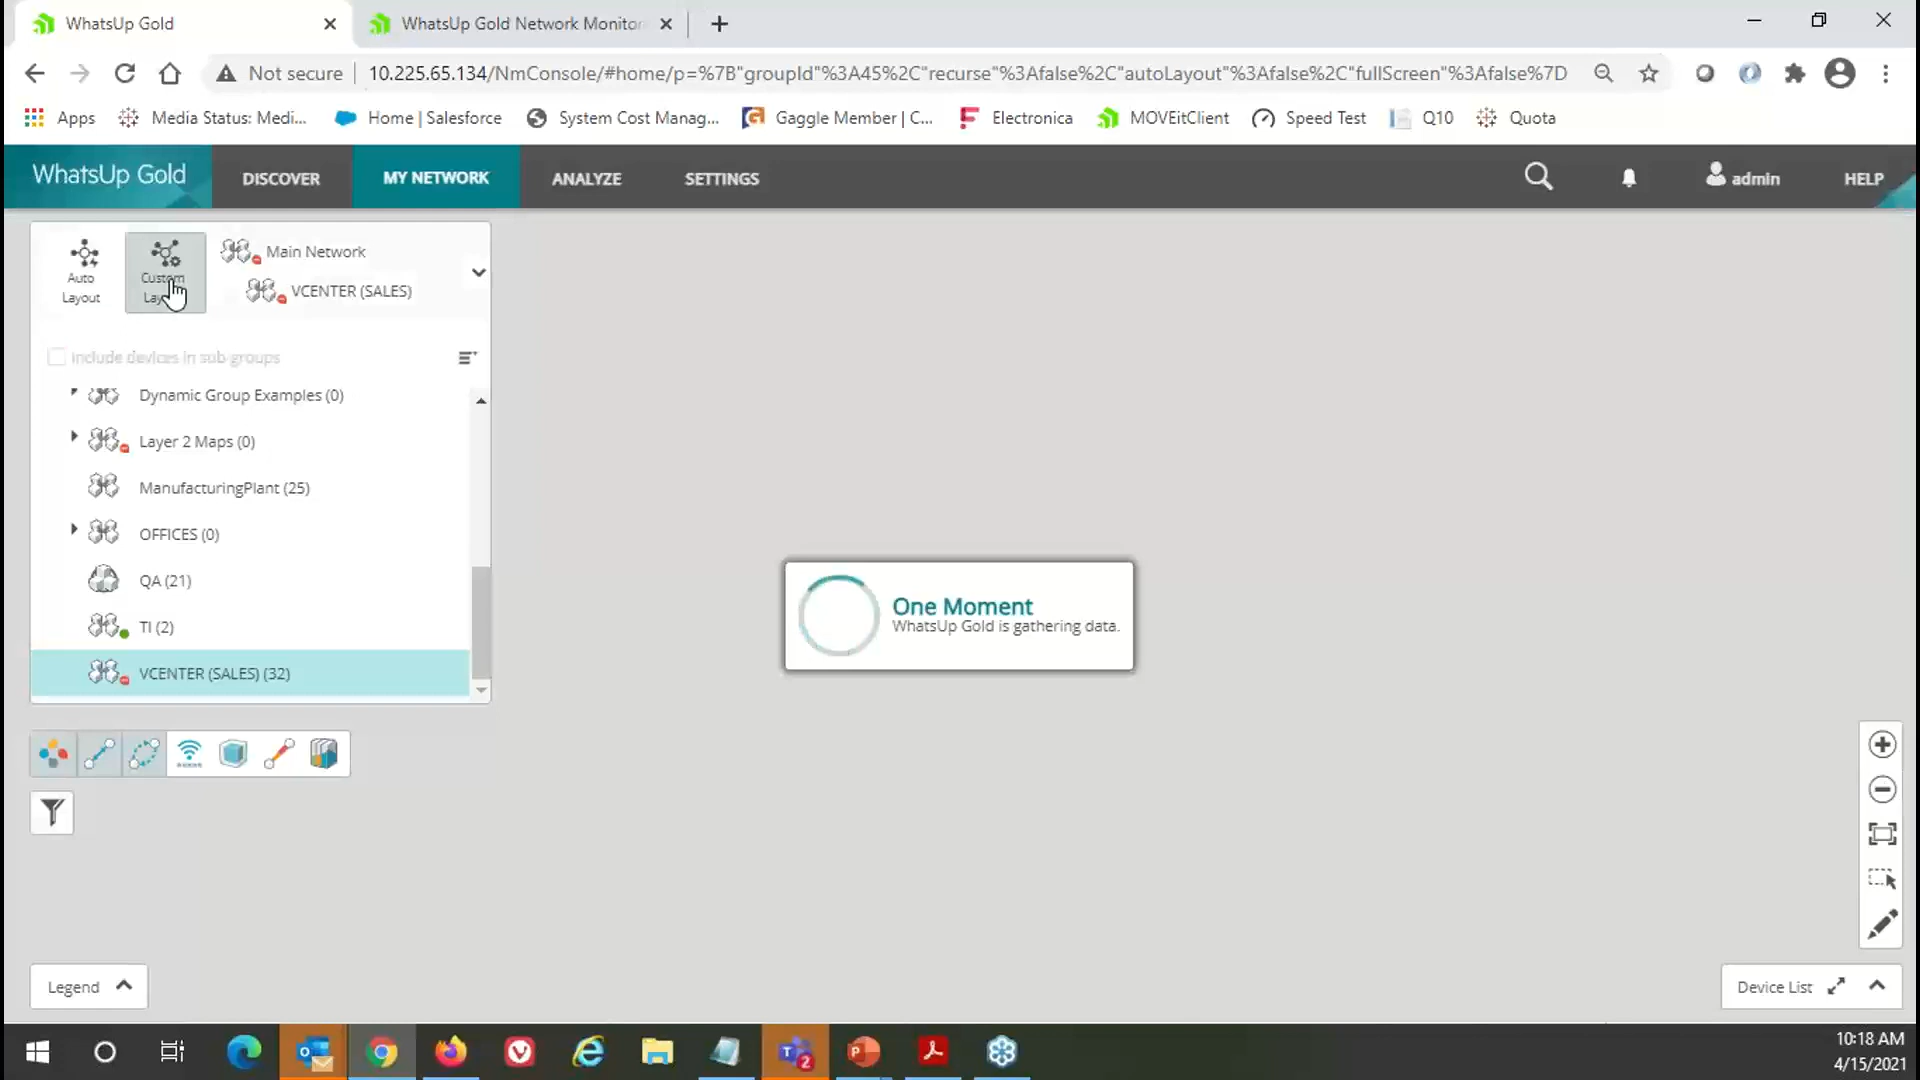 WhatsUp Gold
WhatsUp Gold Network Monitor
Not secure
10.225.65.134/NmConsole/#home/p=%7B"groupId"%3A45%2C"recurse"%3Afalse%2C"autoLayout"%3Afalse%2C"fullScreen"%3Afalse%7D
Apps
Media Status: Medi...
Home | Salesforce
System Cost Manag...
Gaggle Member | C...
Electronica
MOVEitClient
Speed Test
Q10
Quota
WhatsUp Gold
DISCOVER
MY NETWORK
ANALYZE
SETTINGS
admin
HELP
Auto
Layout
Custom
Main Network
VCENTER (SALES)
Include devices in sub-groups
Dynamic Group Examples (0)
Layer 2 Maps (0)
ManufacturingPlant (25)
OFFICES (0)
QA (21)
TI (2)
VCENTER (SALES) (32)
One Moment
WhatsUp Gold is gathering data.
Legend
Device List
2
10:18 AM
4/15/2021